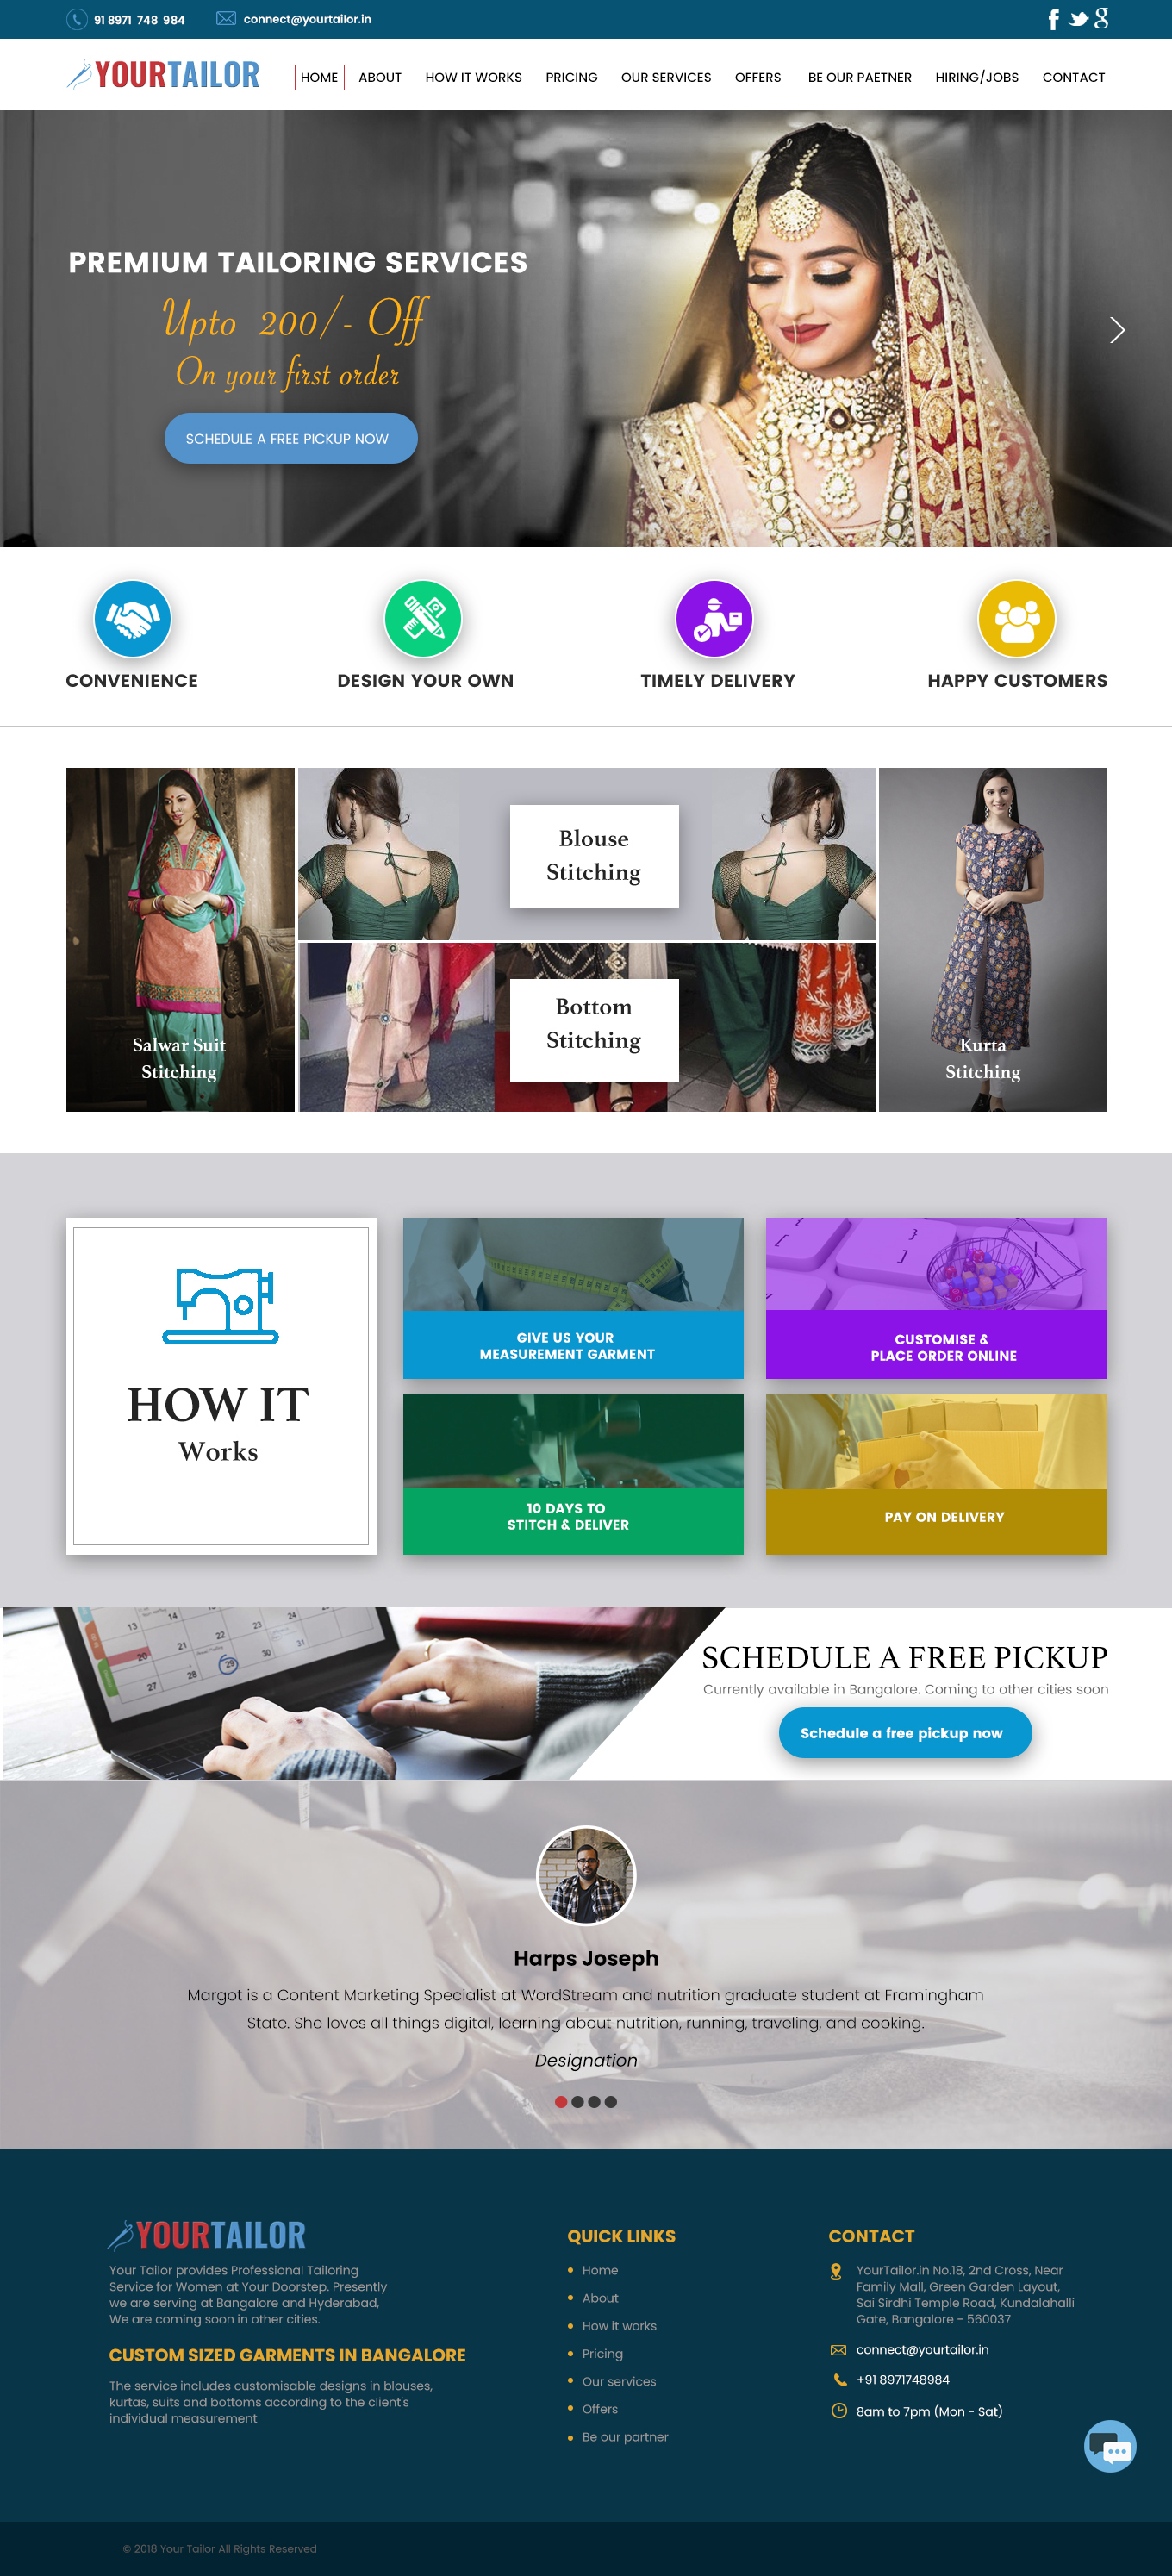 91 8971 748 984
connect@yourtailor.in
YOURTAILOR
HOME
ABOUT
HOW IT WORKS
PRICING
OUR SERVICES
OFFERS
BE OUR PAETNER
HIRING/JOBS
CONTACT
PREMIUM TAILORING SERVICES
Upto 200/- Off
On your first order
SCHEDULE A FREE PICKUP NOW
CONVENIENCE
DESIGN YOUR OWN
TIMELY DELIVERY
HAPPY CUSTOMERS
Salwar Suit
Stitching
Blouse
Stitching
Bottom
Stitching
Kurta
Stitching
HOW IT
Works
GIVE US YOUR
MEASUREMENT GARMENT
CUSTOMISE &
PLACE ORDER ONLINE
10 DAYS TO
STITCH & DELIVER
PAY ON DELIVERY
SCHEDULE A FREE PICKUP
Currently available in Bangalore. Coming to other cities soon
Schedule a free pickup now
Harps Joseph
Margot is a Content Marketing Specialist at WordStream and nutrition graduate student at Framingham
State. She loves all things digital, learning about nutrition, running, traveling, and cooking.
Designation
YOURTAILOR
Your Tailor provides Professional Tailoring
Service for Women at Your Doorstep. Presently
we are serving at Bangalore and Hyderabad,
We are coming soon in other cities.
CUSTOM SIZED GARMENTS IN BANGALORE
The service includes customisable designs in blouses,
kurtas, suits and bottoms according to the client's
individual measurement
QUICK LINKS
Home
About
How it works
Pricing
Our services
Offers
Be our partner
CONTACT
YourTailor.in No.18, 2nd Cross, Near
Family Mall, Green Garden Layout,
Sai Sirdhi Temple Road, Kundalahalli
Gate, Bangalore - 560037
connect@yourtailor.in
+91 8971748984
8am to 7pm (Mon - Sat)
© 2018 Your Tailor All Rights Reserved